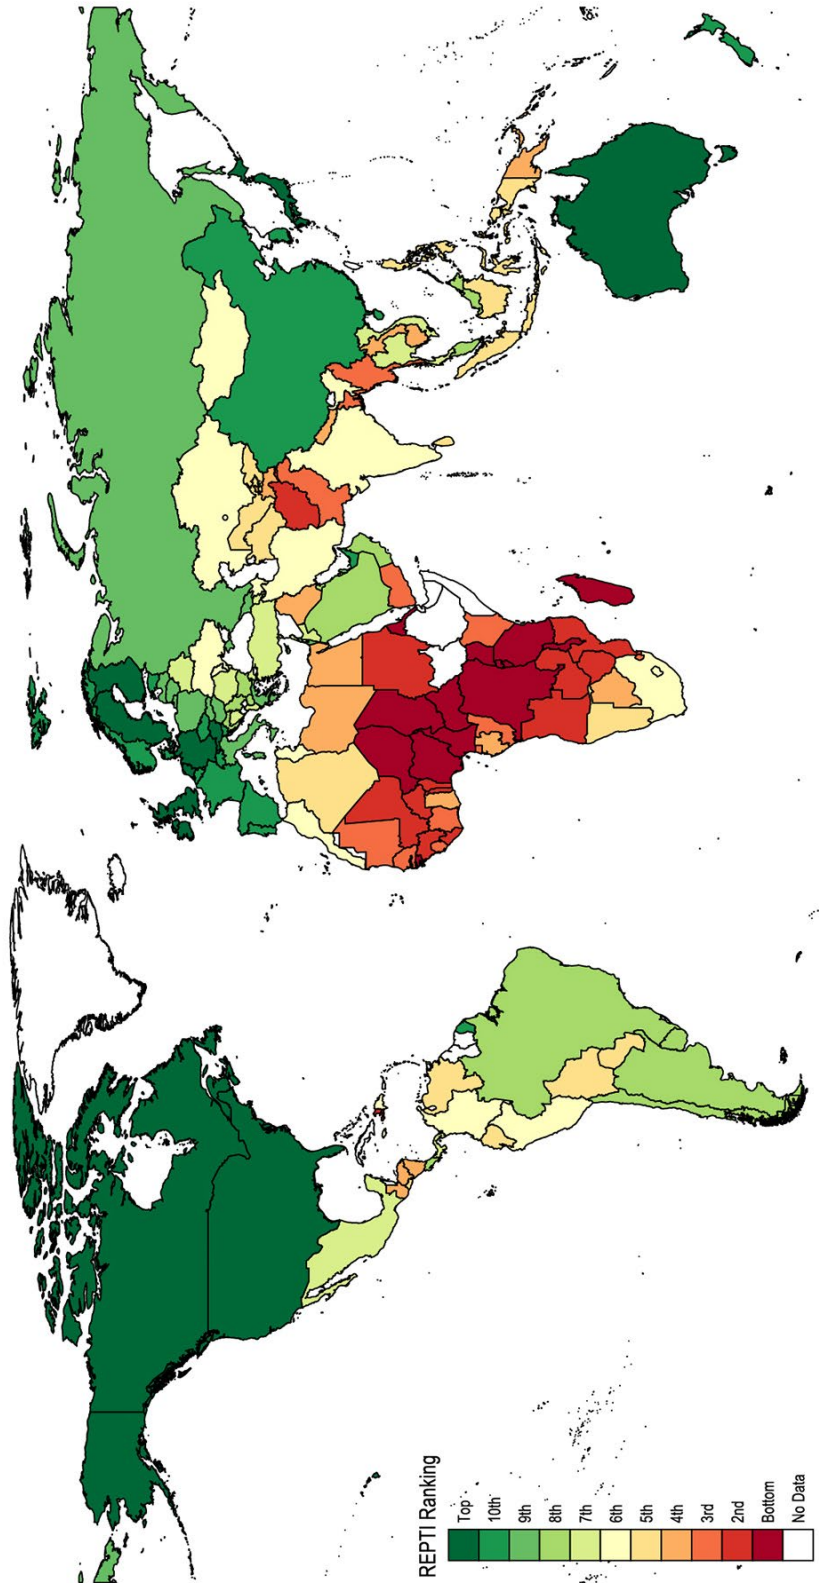 REPTI Ranking
Top
10th
9th
8th
7th
6th
5th
4th
3rd
2nd
Bottom
No Data